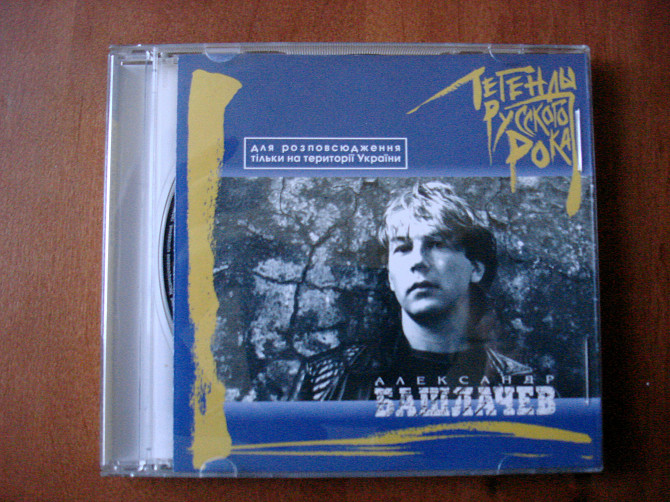 Легенды
Русского
Рока
для розповсюдження
тільки на території України
АЛЕКСАНДР
БАШЛАЧЕВ